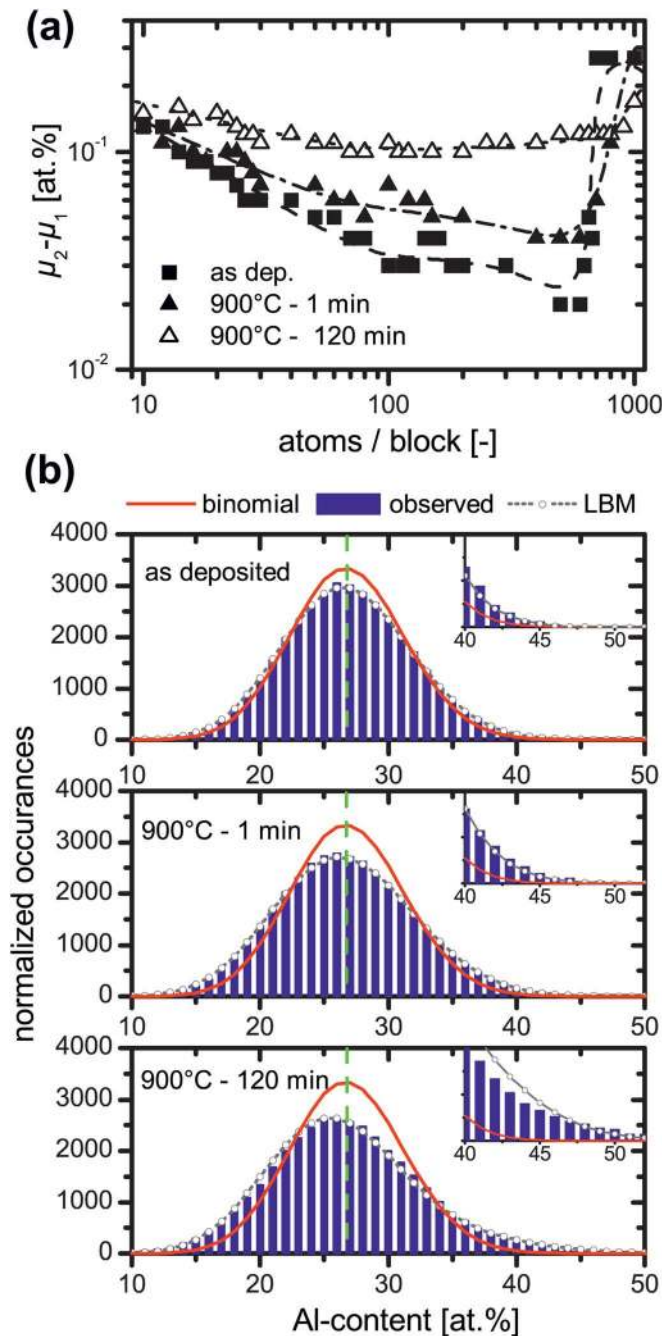 (a)
10⁻¹
10⁻²
μ₂-μ₁ [at.%]
as dep.
900°C - 1 min
900°C - 120 min
10 100 1000
atoms / block [-]
(b)
binomial observed LBM
normalized occurances
4000
3000
2000
1000
0
as deposited
40 45 50
10 20 30 40 50
4000
3000
2000
1000
0
900°C - 1 min
40 45 50
10 20 30 40 50
4000
3000
2000
1000
0
900°C - 120 min
40 45 50
10 20 30 40 50
Al-content [at.%]